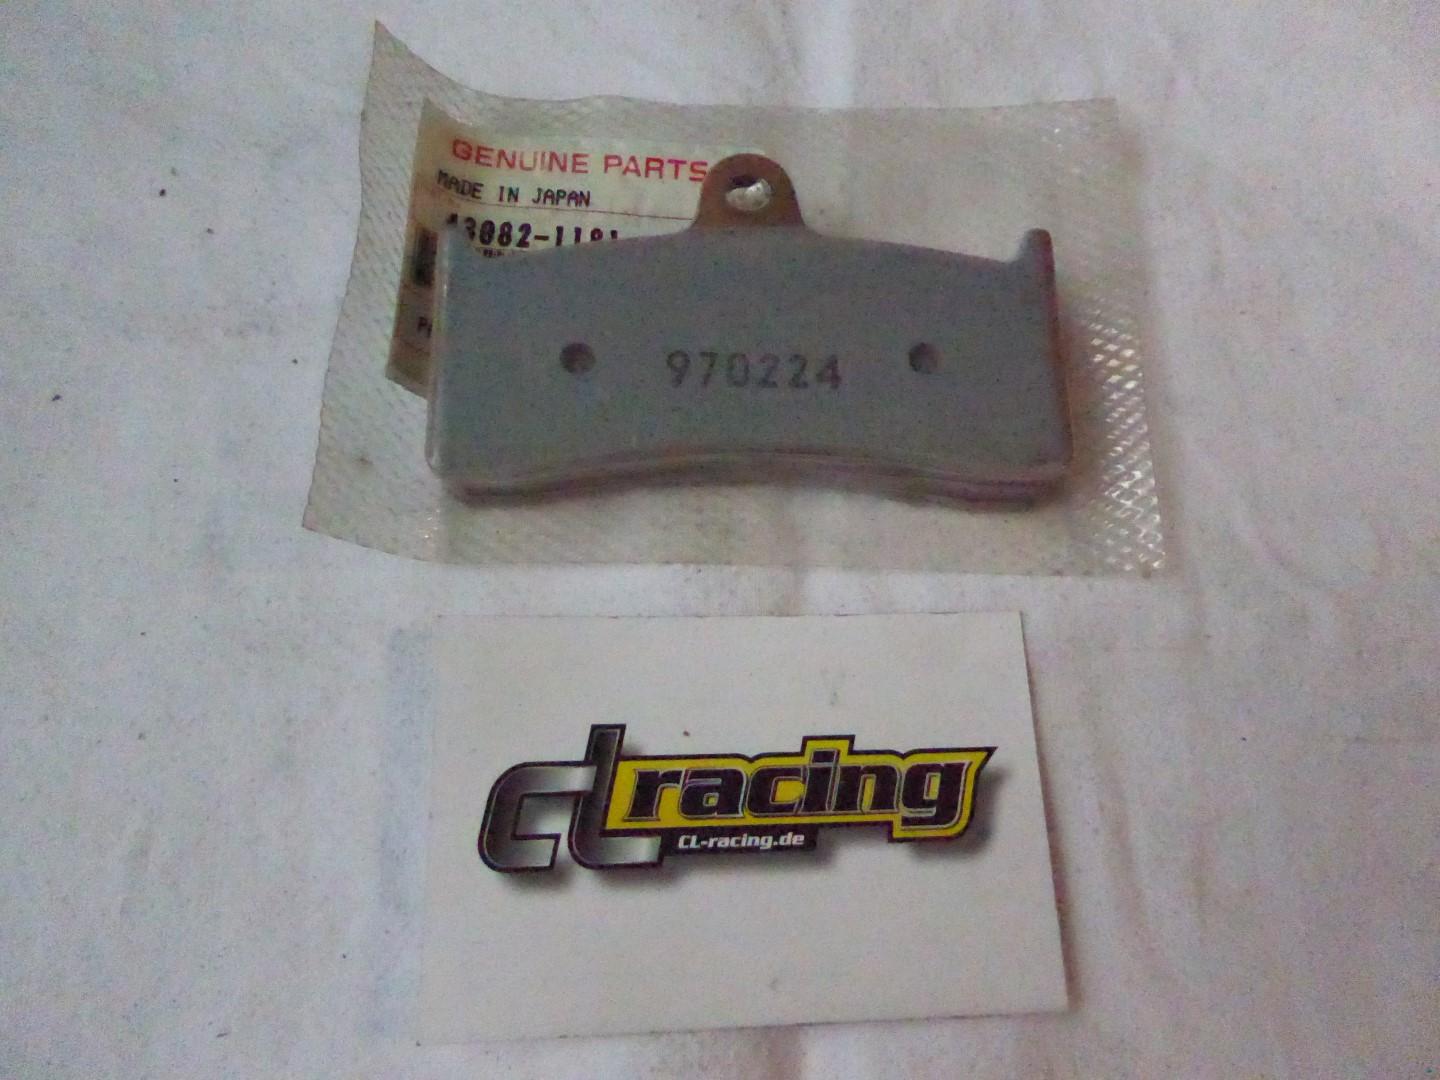 GENUINE PARTS
MADE IN JAPAN
970224
cl racing
CL-racing.de